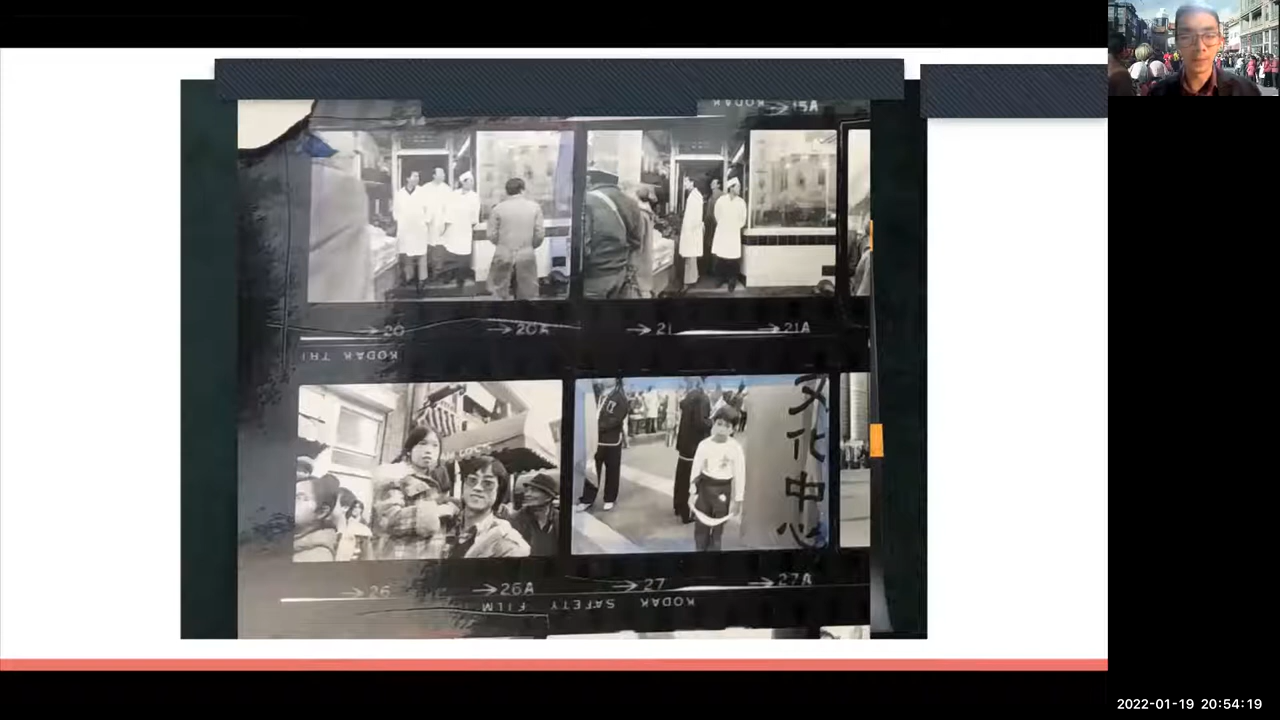 KODAK → 15A
→ 20 → 20A → 21 → 21A
KODAK TRI
文化中心
→ 26 → 26A → 27 → 27A
KODAK SAFETY FILM
2022-01-19 20:54:19